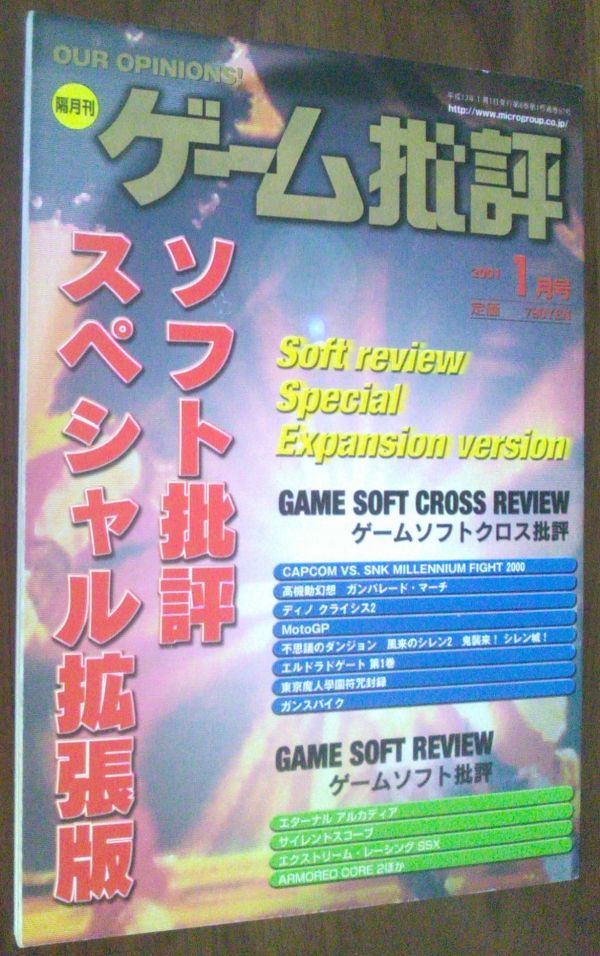 OUR OPINIONS!
隔月刊
http://www.microgroup.co.jp/
ゲーム批評
2001 1月号
定価 790YEN
ソフト批評
スペシャル拡張版
Soft review
Special
Expansion version
GAME SOFT CROSS REVIEW
ゲームソフトクロス批評
CAPCOM VS. SNK MILLENNIUM FIGHT 2000
高機動幻想 ガンパレード・マーチ
ディノ クライシス2
MotoGP
不思議のダンジョン 風来のシレン2 鬼襲来！シレン城！
エルドラドゲート 第1巻
東京魔人學園符咒封録
ガンスパイク
GAME SOFT REVIEW
ゲームソフト批評
エターナル アルカディア
サイレントスコープ
エクストリーム・レーシング SSX
ARMORED CORE 2ほか